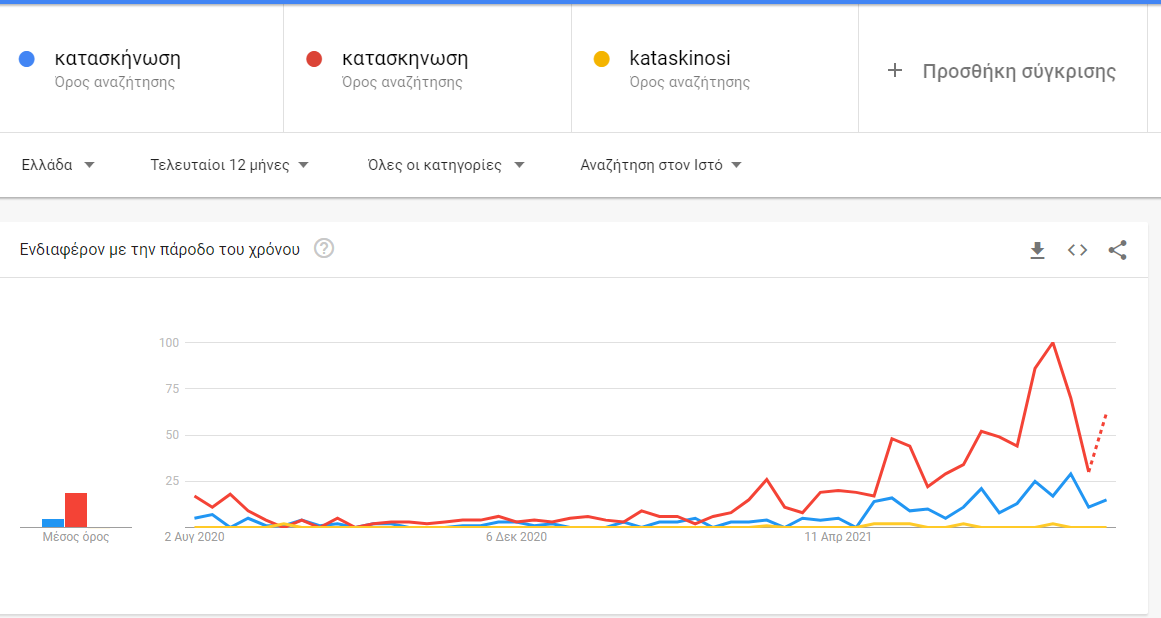 κατασκήνωση
Όρος αναζήτησης
κατασκηνωση
Όρος αναζήτησης
kataskinosi
Όρος αναζήτησης
+ Προσθήκη σύγκρισης
Ελλάδα
Τελευταίοι 12 μήνες
Όλες οι κατηγορίες
Αναζήτηση στον Ιστό
Ενδιαφέρον με την πάροδο του χρόνου
?
100
75
50
25
Μέσος όρος
2 Αυγ 2020
6 Δεκ 2020
11 Απρ 2021